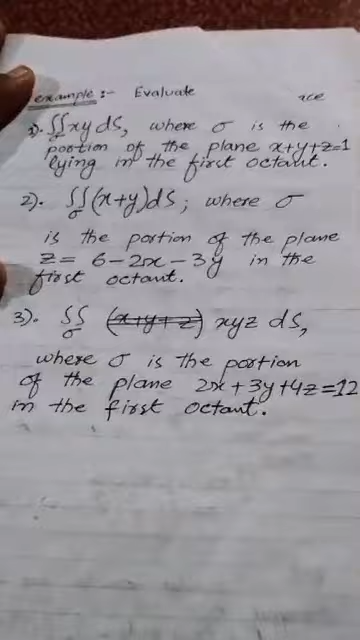 example :- Evaluate
1). ∬σ xy dS, where σ is the
portion of the plane x+y+z=1
lying in the first octant.
2). ∬σ (x+y)dS; where σ
is the portion of the plane
z = 6-2x-3y in the
first octant.
3). ∬σ (x+y+z) xyz dS,
where σ is the portion
of the plane 2x+3y+4z=12
in the first octant.